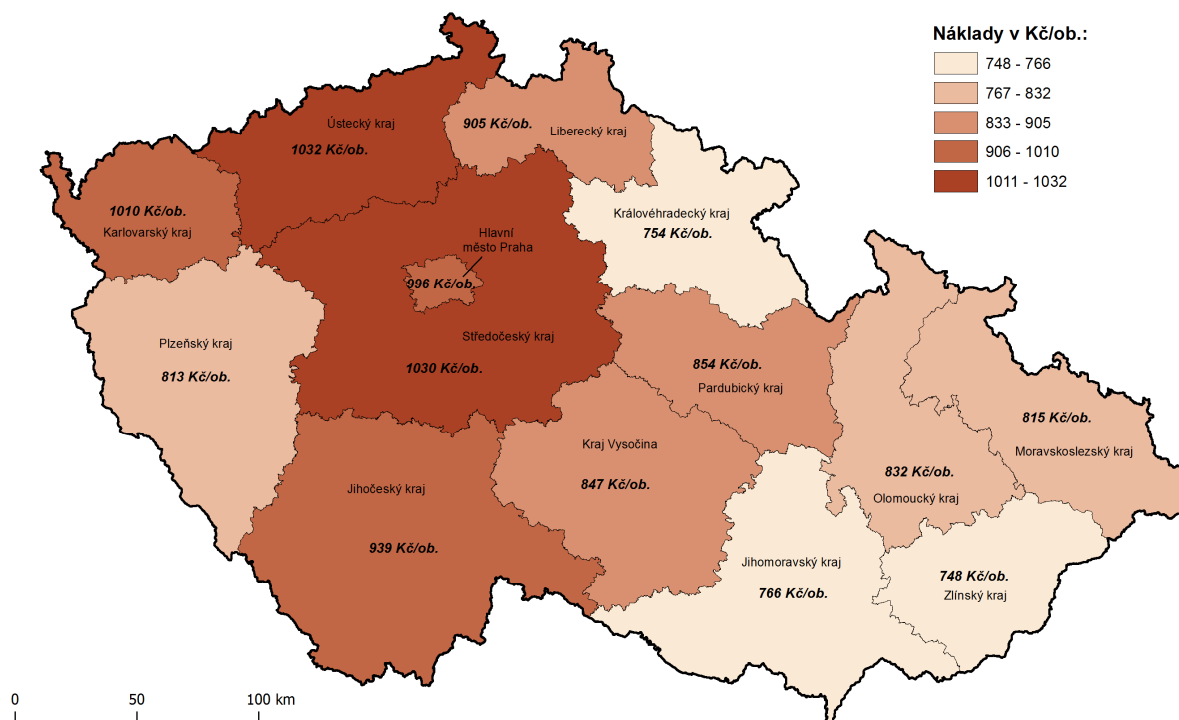 Náklady v Kč/ob.:
748 - 766
767 - 832
833 - 905
906 - 1010
1011 - 1032
Ústecký kraj
1032 Kč/ob.
905 Kč/ob.
Liberecký kraj
1010 Kč/ob.
Karlovarský kraj
Královéhradecký kraj
754 Kč/ob.
Hlavní
město Praha
996 Kč/ob.
Středočeský kraj
1030 Kč/ob.
Plzeňský kraj
813 Kč/ob.
854 Kč/ob.
Pardubický kraj
815 Kč/ob.
Moravskoslezský kraj
Kraj Vysočina
847 Kč/ob.
832 Kč/ob.
Olomoucký kraj
Jihočeský kraj
939 Kč/ob.
Jihomoravský kraj
766 Kč/ob.
748 Kč/ob.
Zlínský kraj
0 50 100 km